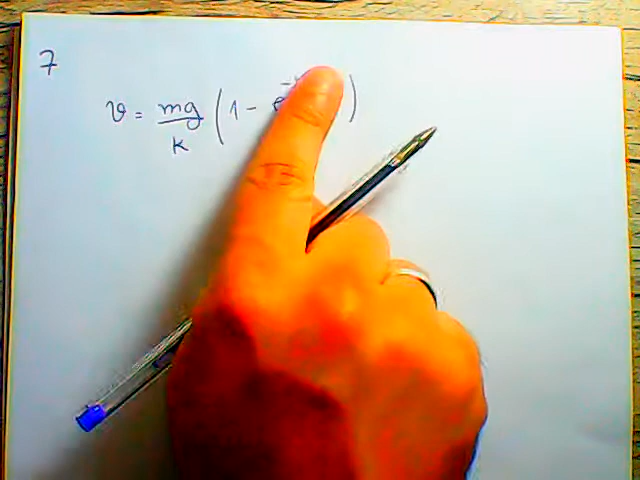 7
v = mg/k (1 - e^- )